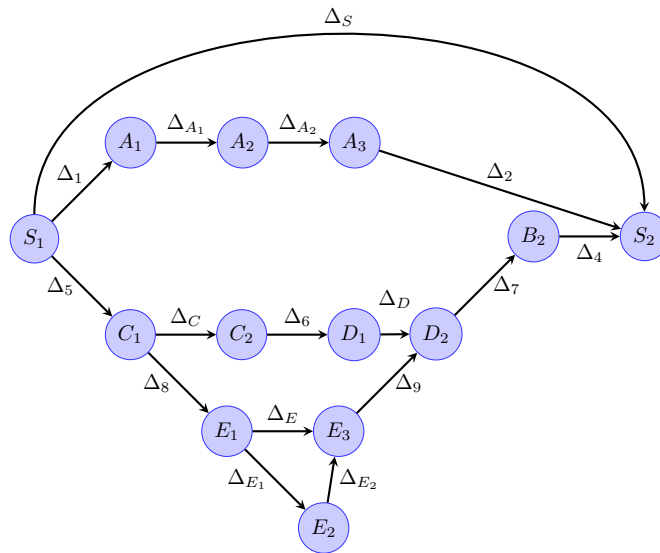 Δ_S
Δ_{A_1} Δ_{A_2}
A_1 A_2 A_3
Δ_1 Δ_2
S_1 B_2 S_2
Δ_4
Δ_5 Δ_7
Δ_C Δ_6 Δ_D
C_1 C_2 D_1 D_2
Δ_8 Δ_9
Δ_E
E_1 E_3
Δ_{E_1} Δ_{E_2}
E_2